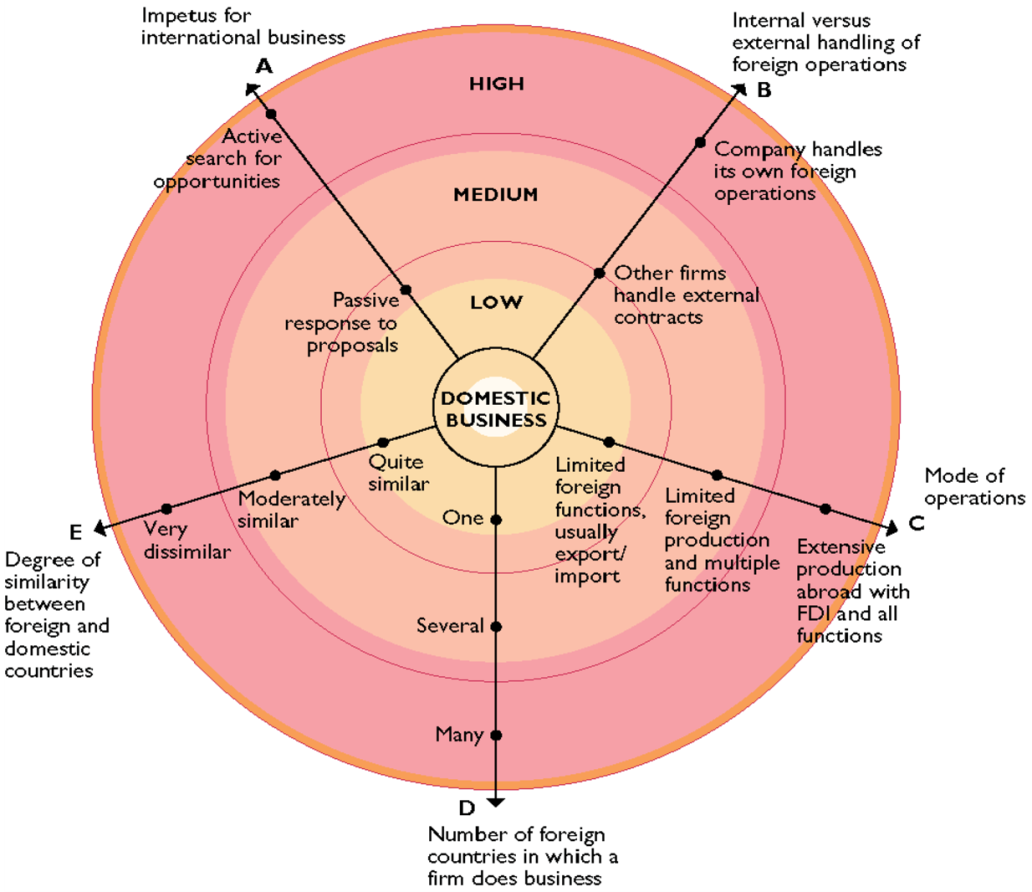 Impetus for
international business
A
Internal versus
external handling of
foreign operations
B
HIGH
Active
search for
opportunities
Company handles
its own foreign
operations
MEDIUM
Other firms
handle external
contracts
Passive
response to
proposals
LOW
DOMESTIC
BUSINESS
Quite
similar
Moderately
similar
Very
dissimilar
E
Degree of
similarity
between
foreign and
domestic
countries
One
Several
Many
D
Number of foreign
countries in which a
firm does business
Limited
foreign
functions,
usually
export/
import
Limited
foreign
production
and multiple
functions
Extensive
production
abroad with
FDI and all
functions
Mode of
operations
C